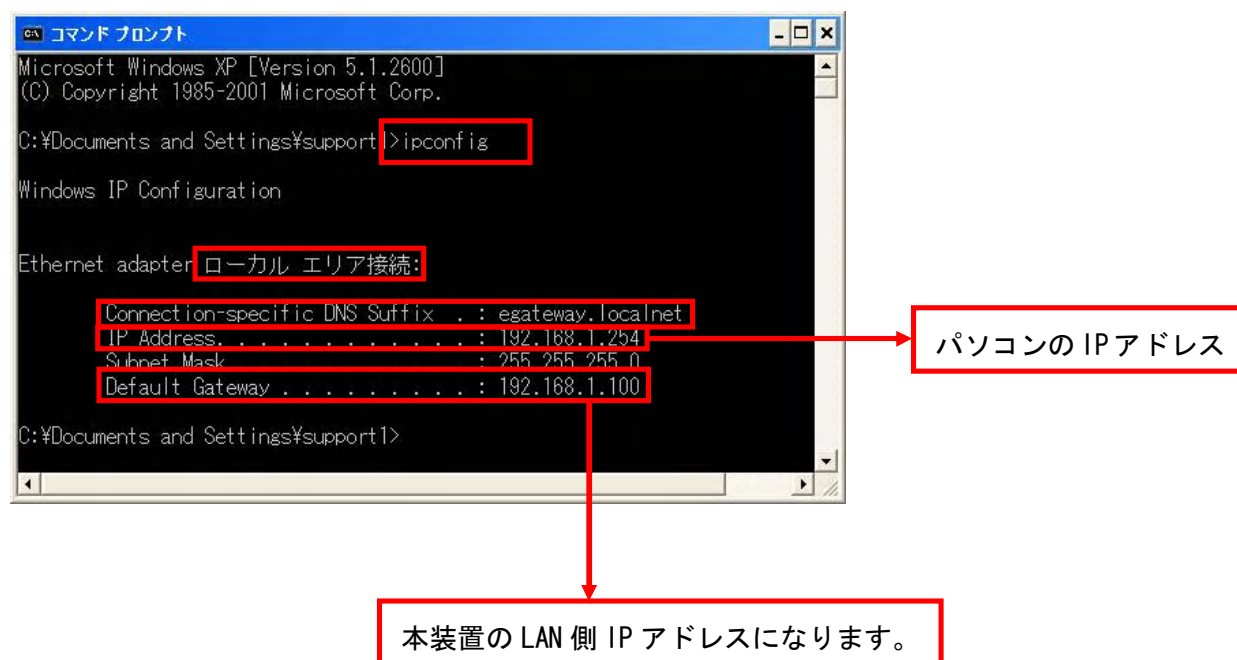 コマンド プロンプト
Microsoft Windows XP [Version 5.1.2600]
(C) Copyright 1985-2001 Microsoft Corp.
C:¥Documents and Settings¥support1>ipconfig
Windows IP Configuration
Ethernet adapter ローカル エリア接続:
Connection-specific DNS Suffix . : egateway.localnet
IP Address. . . . . . . . . . . . : 192.168.1.254
Subnet Mask . . . . . . . . . . . : 255.255.255.0
Default Gateway . . . . . . . . . : 192.168.1.100
C:¥Documents and Settings¥support1>
パソコンの IP アドレス
本装置の LAN 側 IP アドレスになります。